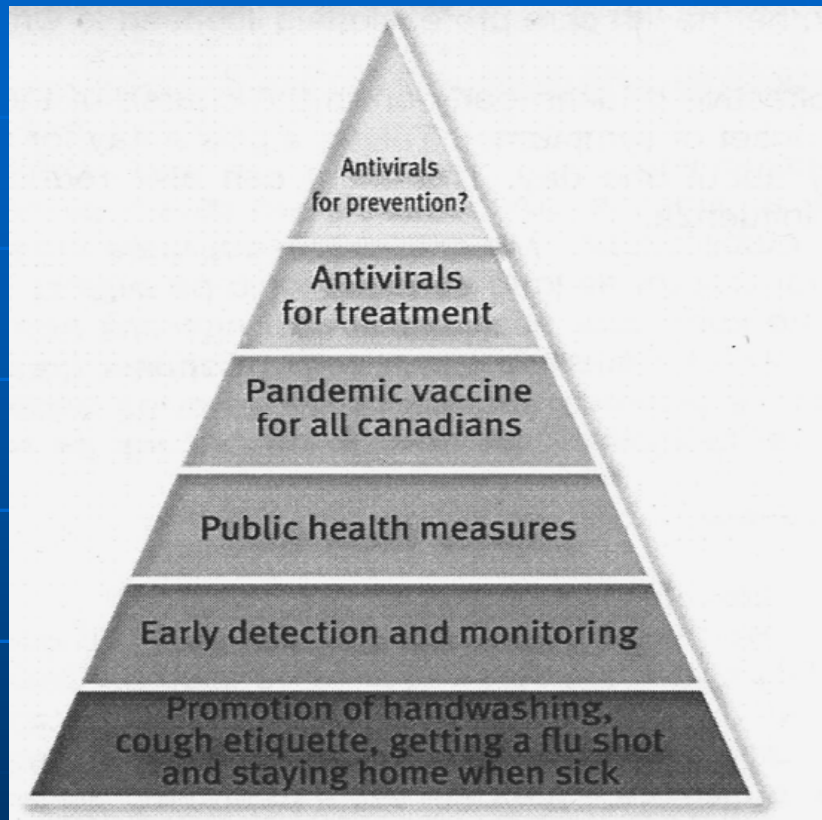 Antivirals
for prevention?
Antivirals
for treatment
Pandemic vaccine
for all canadians
Public health measures
Early detection and monitoring
Promotion of handwashing,
cough etiquette, getting a flu shot
and staying home when sick